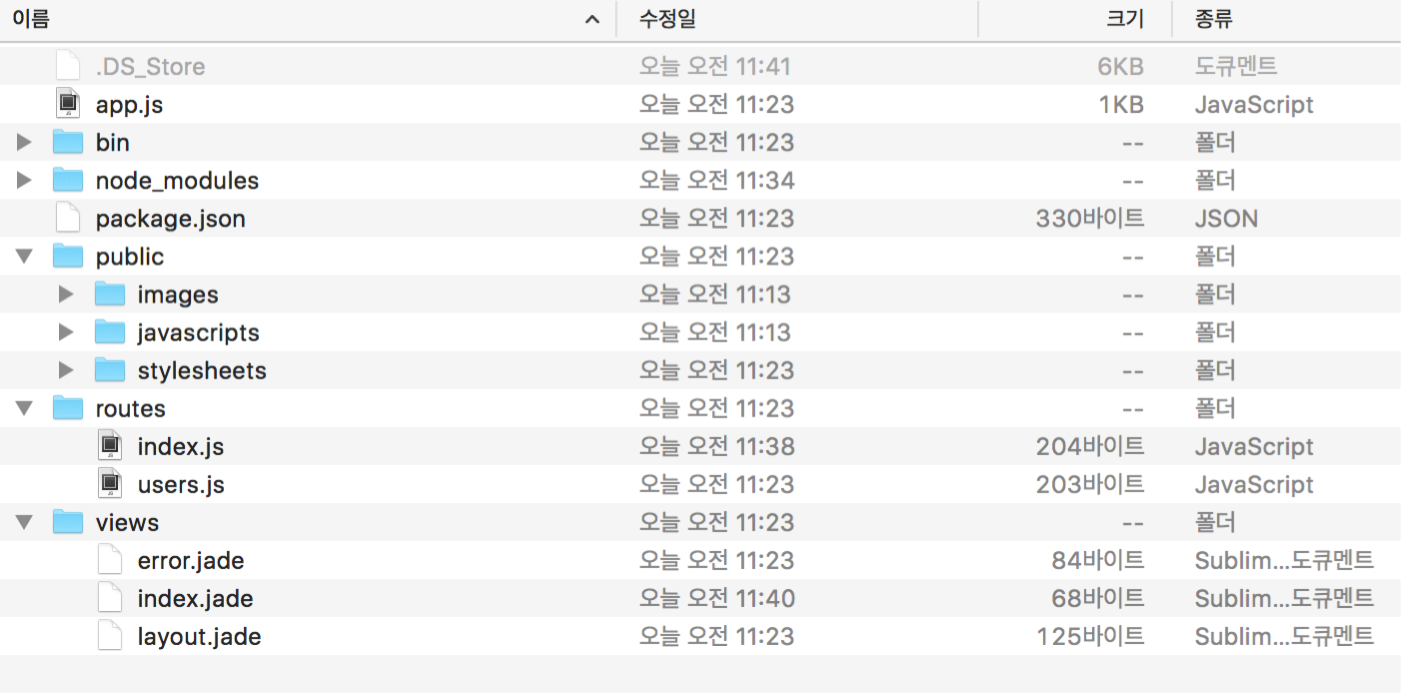 이름 수정일 크기 종류
.DS_Store 오늘 오전 11:41 6KB 도큐멘트
app.js 오늘 오전 11:23 1KB JavaScript
bin 오늘 오전 11:23 -- 폴더
node_modules 오늘 오전 11:34 -- 폴더
package.json 오늘 오전 11:23 330바이트 JSON
public 오늘 오전 11:23 -- 폴더
images 오늘 오전 11:13 -- 폴더
javascripts 오늘 오전 11:13 -- 폴더
stylesheets 오늘 오전 11:23 -- 폴더
routes 오늘 오전 11:23 -- 폴더
index.js 오늘 오전 11:38 204바이트 JavaScript
users.js 오늘 오전 11:23 203바이트 JavaScript
views 오늘 오전 11:23 -- 폴더
error.jade 오늘 오전 11:23 84바이트 Sublim...도큐멘트
index.jade 오늘 오전 11:40 68바이트 Sublim...도큐멘트
layout.jade 오늘 오전 11:23 125바이트 Sublim...도큐멘트